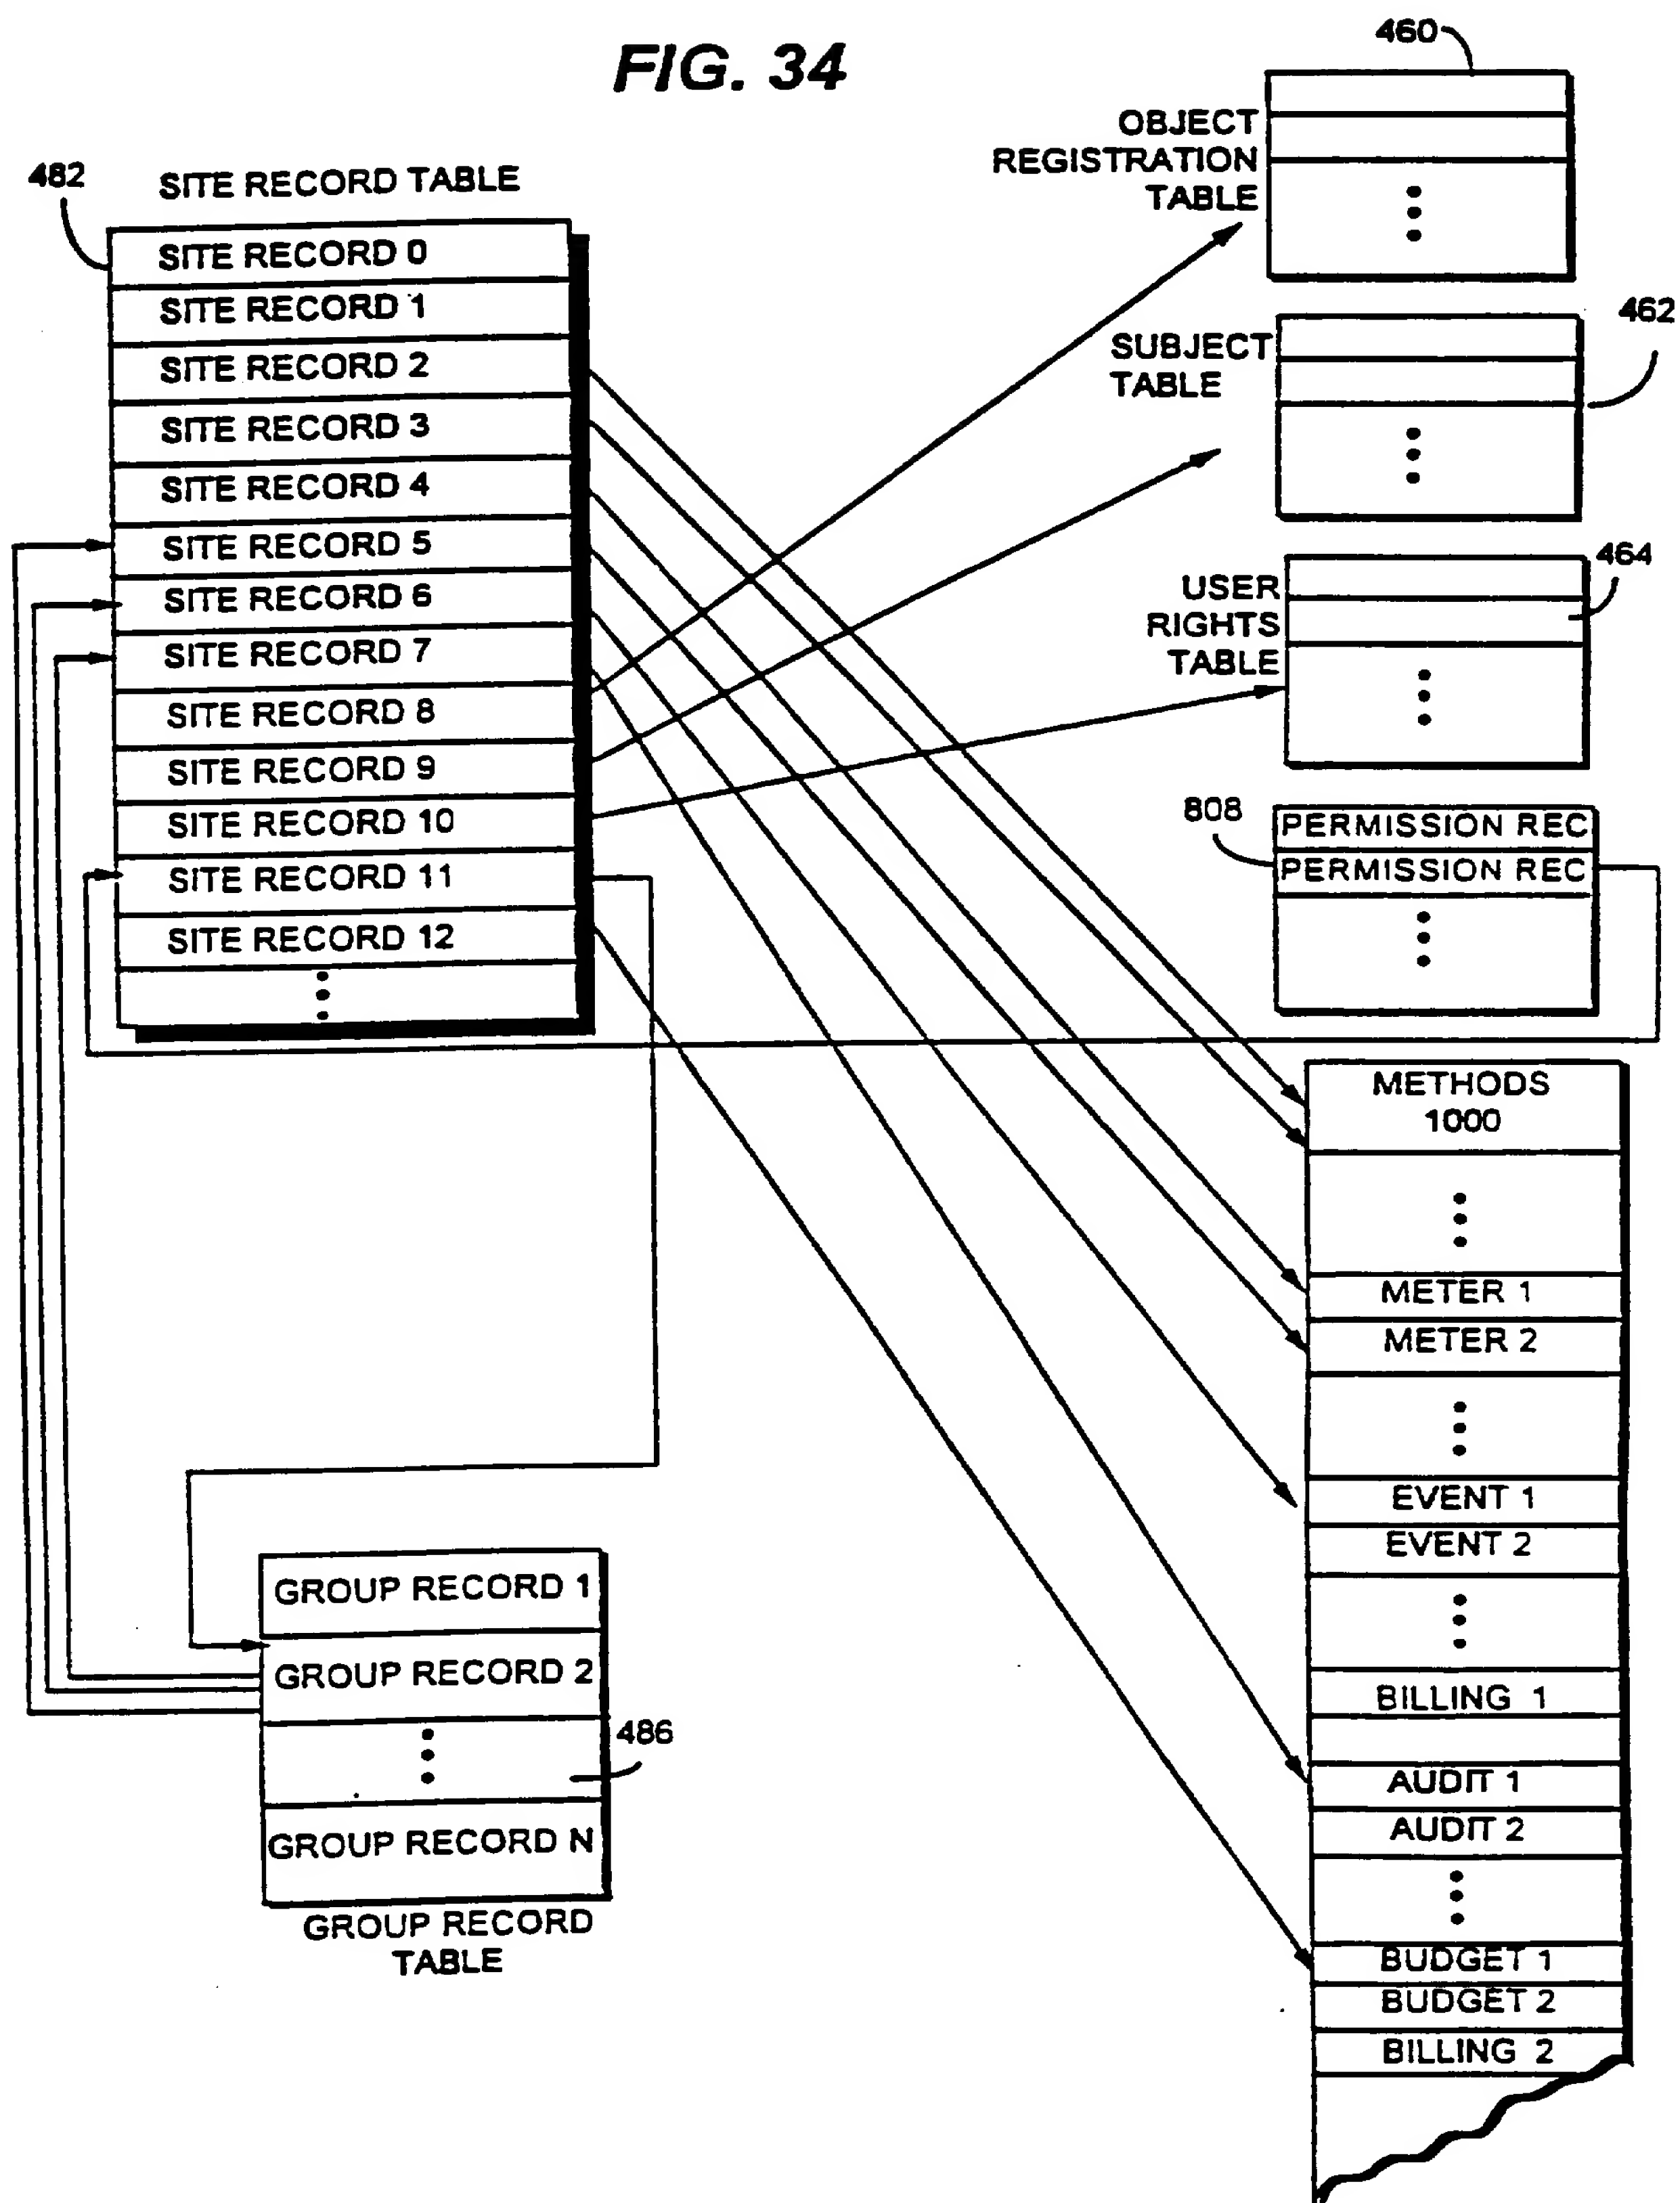 FIG. 34
460
OBJECT
REGISTRATION
TABLE
482
SITE RECORD TABLE
SITE RECORD 0
SITE RECORD 1
SITE RECORD 2
SITE RECORD 3
SITE RECORD 4
SITE RECORD 5
SITE RECORD 6
SITE RECORD 7
SITE RECORD 8
SITE RECORD 9
SITE RECORD 10
SITE RECORD 11
SITE RECORD 12
462
SUBJECT
TABLE
464
USER
RIGHTS
TABLE
808
PERMISSION REC
PERMISSION REC
METHODS
1000
METER 1
METER 2
EVENT 1
EVENT 2
BILLING 1
AUDIT 1
AUDIT 2
BUDGET 1
BUDGET 2
BILLING 2
GROUP RECORD 1
GROUP RECORD 2
486
GROUP RECORD N
GROUP RECORD
TABLE